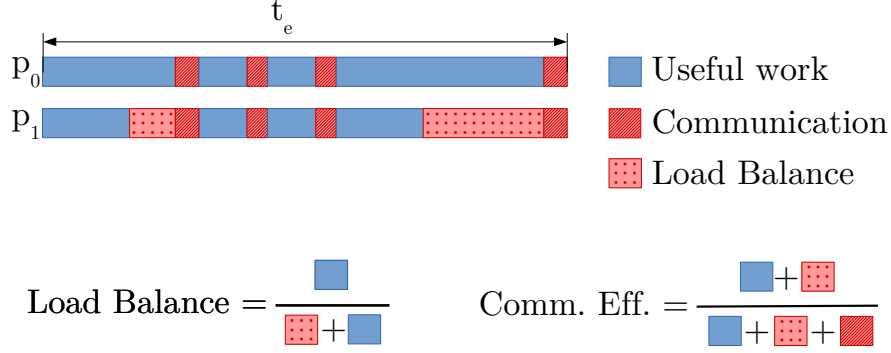 t_e
p_0
p_1
Useful work
Communication
Load Balance
Load Balance =
+
Comm. Eff. =
+
+ +